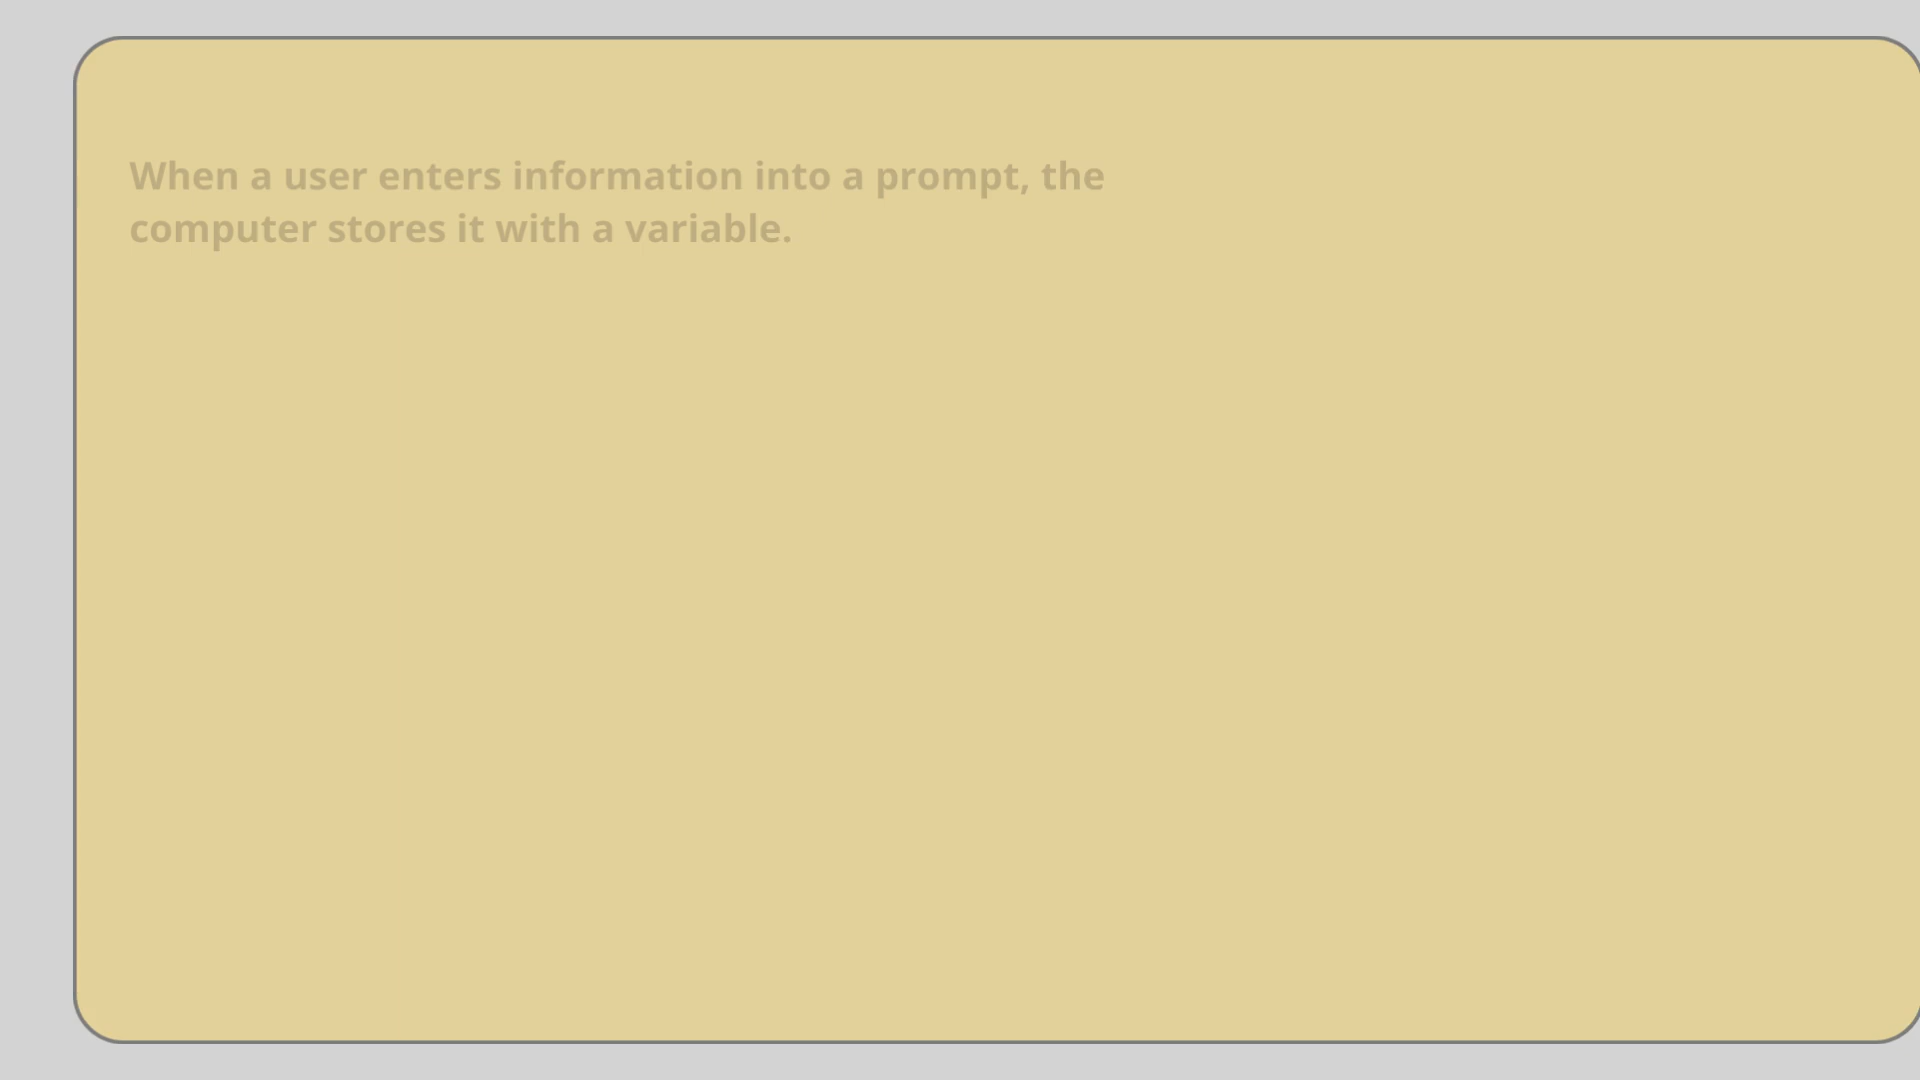 When a user enters information into a prompt, the
computer stores it with a variable.